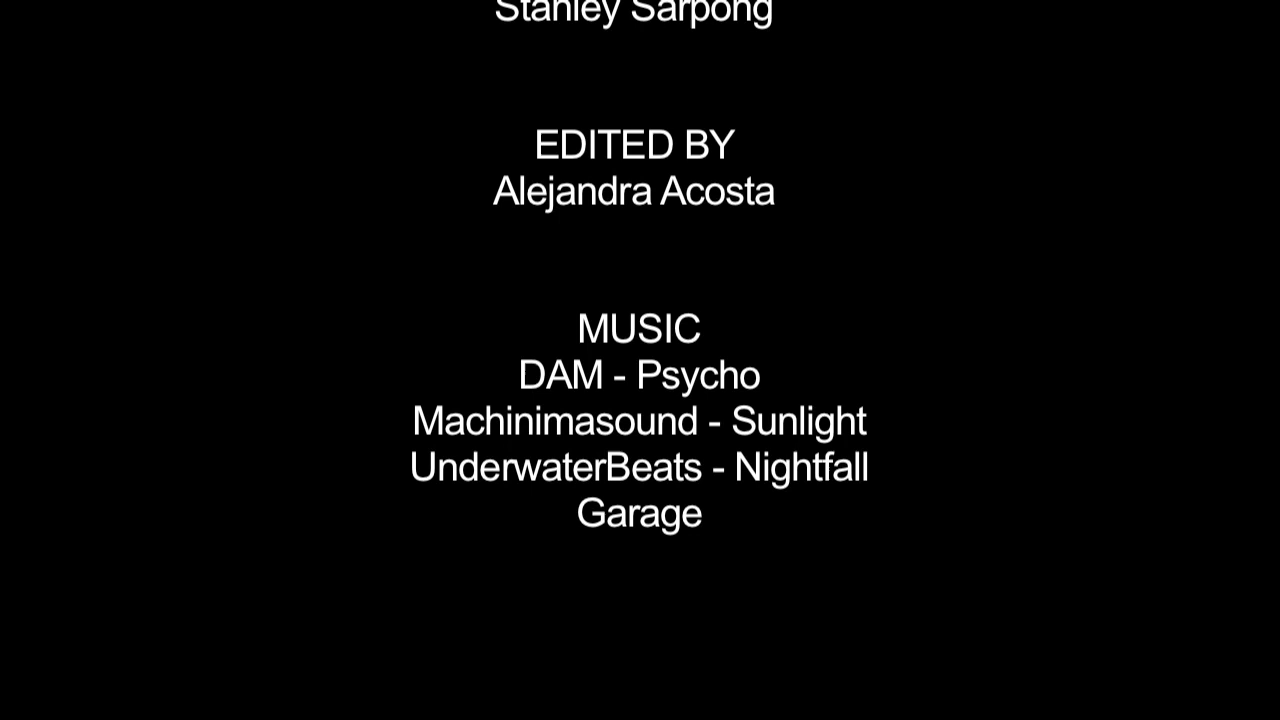 Stanley Sarpong
EDITED BY
Alejandra Acosta
MUSIC
DAM - Psycho
Machinimasound - Sunlight
UnderwaterBeats - Nightfall
Garage